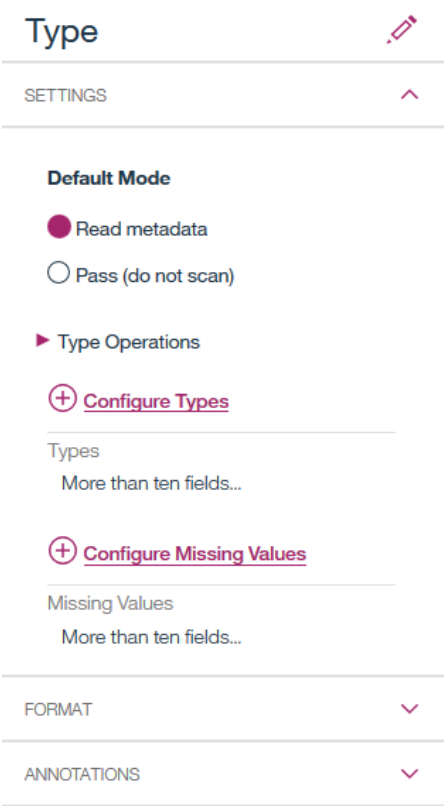 Type
SETTINGS
Default Mode
Read metadata
Pass (do not scan)
Type Operations
Configure Types
Types
More than ten fields...
Configure Missing Values
Missing Values
More than ten fields...
FORMAT
ANNOTATIONS